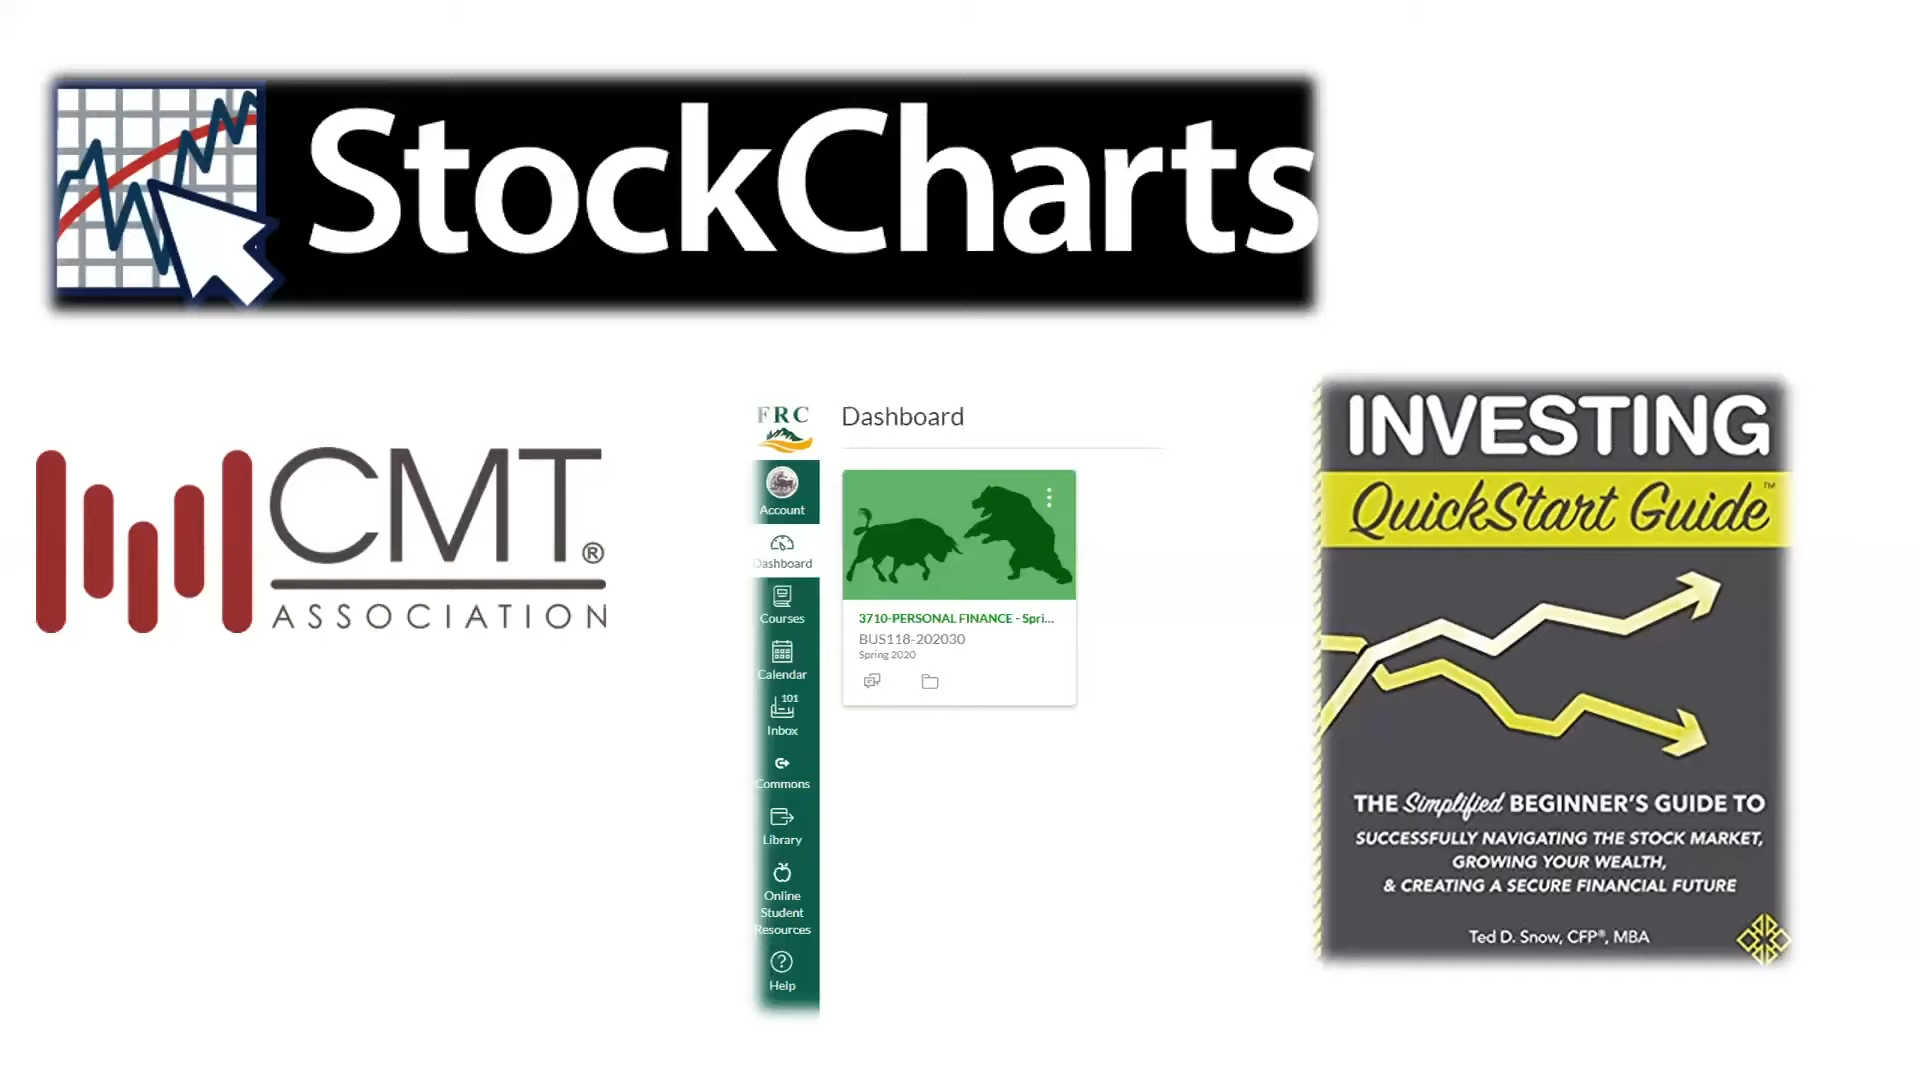 StockCharts
CMT®
ASSOCIATION
FRC
Dashboard
Account
Dashboard
Courses
Calendar
101
Inbox
Commons
Library
Online
Student
Resources
Help
3710-PERSONAL FINANCE - Spri...
BUS118-202030
Spring 2020
INVESTING
QuickStart Guide™
THE Simplified BEGINNER'S GUIDE TO
SUCCESSFULLY NAVIGATING THE STOCK MARKET,
GROWING YOUR WEALTH,
& CREATING A SECURE FINANCIAL FUTURE
Ted D. Snow, CFP®, MBA